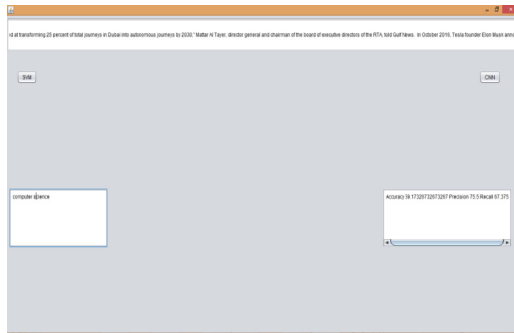 d at transforming 25 percent of total journeys in Dubai into autonomous journeys by 2030," Mattar Al Tayer, director general and chairman of the board of executive directors of the RTA, told Gulf News. In October 2016, Tesla founder Elon Musk anno
SVM
CNN
computer science
Accuracy 38.17326732673267 Precision 75.5 Recall 67.375